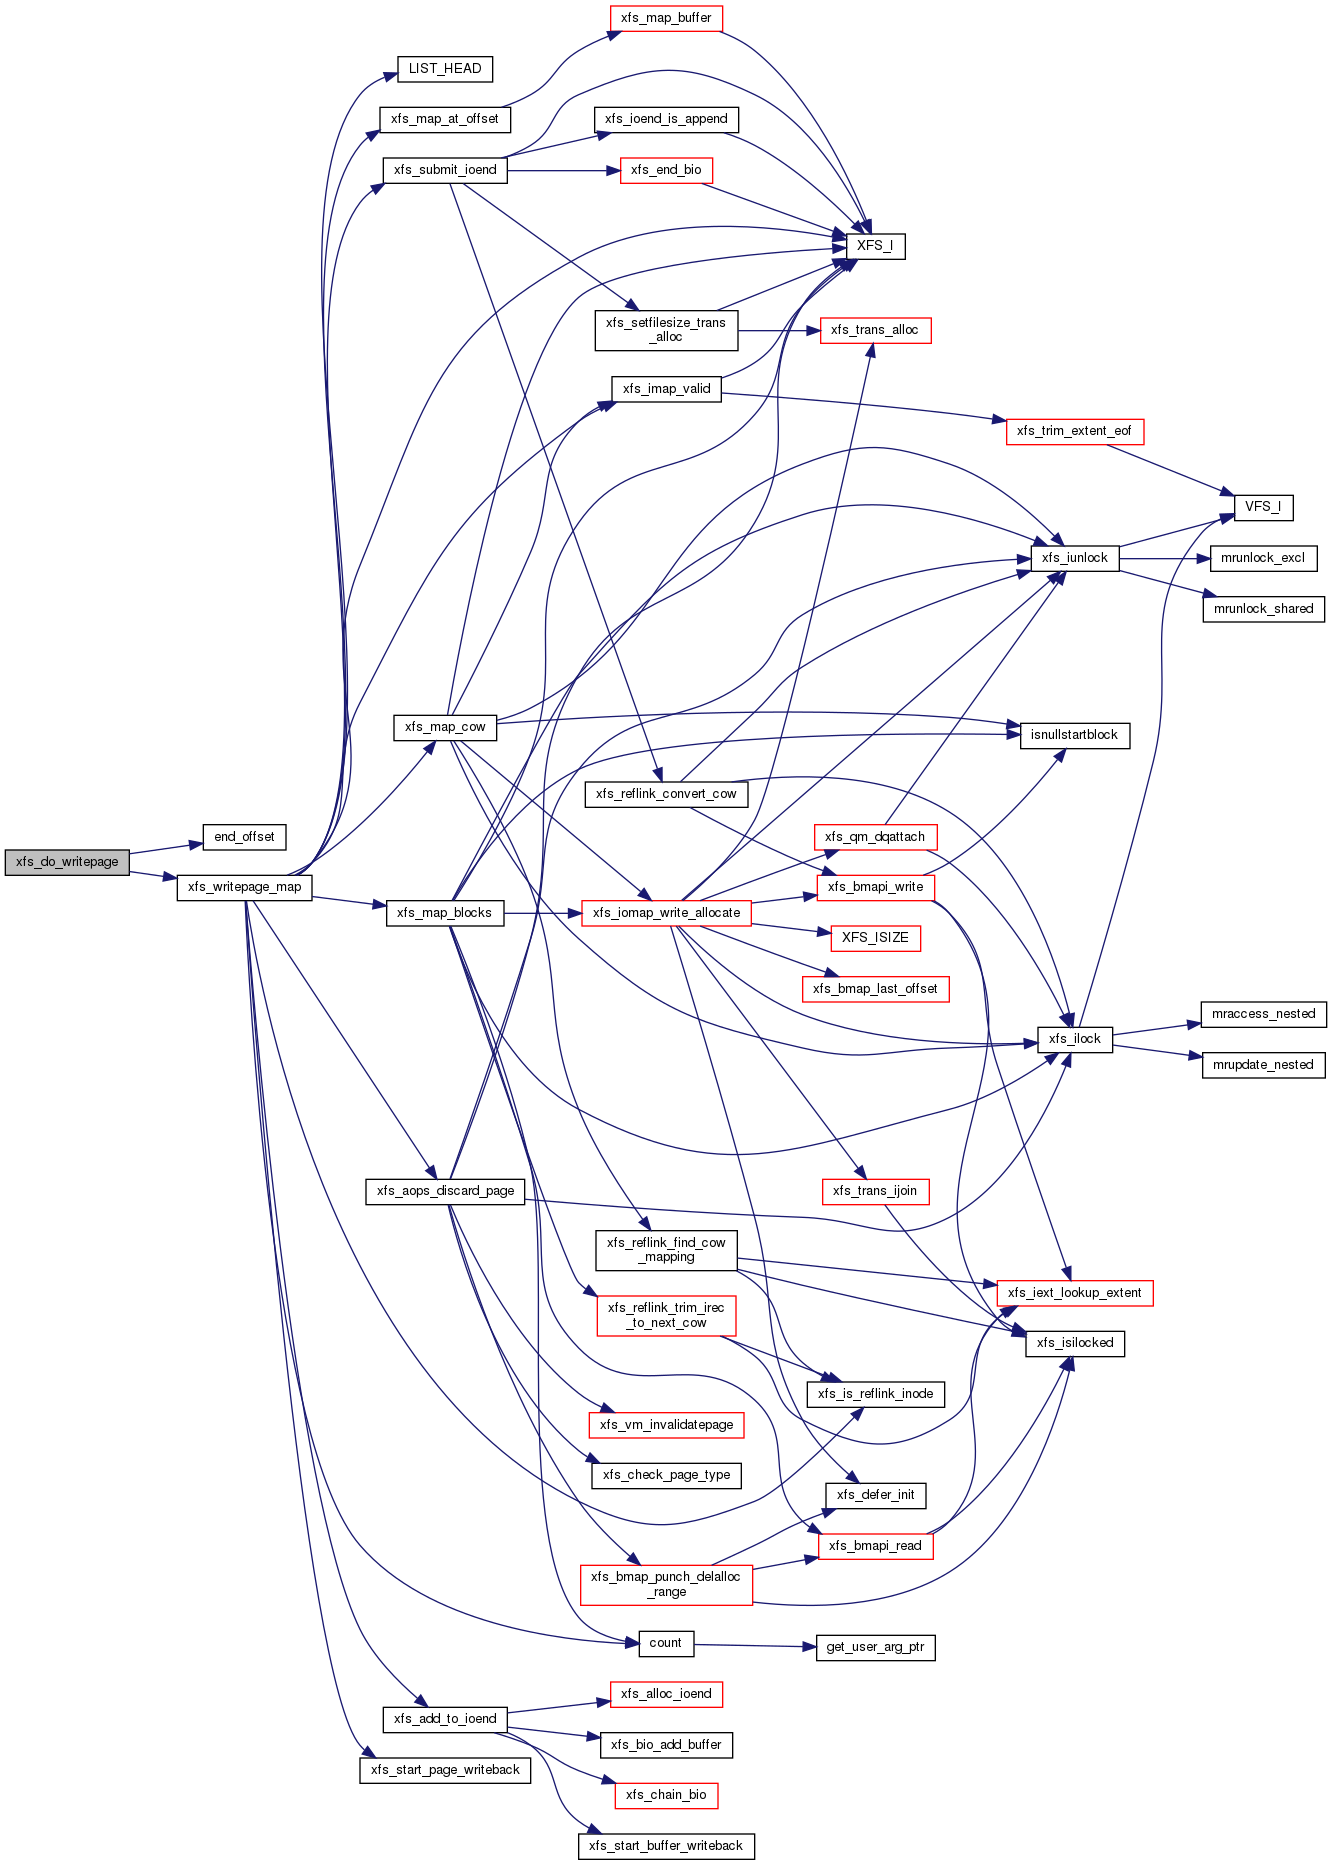 xfs_map_buffer
LIST_HEAD
xfs_map_at_offset
xfs_ioend_is_append
xfs_submit_ioend
xfs_end_bio
XFS_I
xfs_setfilesize_trans
_alloc
xfs_trans_alloc
xfs_imap_valid
xfs_trim_extent_eof
VFS_I
xfs_iunlock
mrunlock_excl
mrunlock_shared
xfs_map_cow
isnullstartblock
xfs_reflink_convert_cow
end_offset
xfs_qm_dqattach
xfs_do_writepage
xfs_writepage_map
xfs_bmapi_write
xfs_map_blocks
xfs_iomap_write_allocate
XFS_ISIZE
xfs_bmap_last_offset
mraccess_nested
xfs_ilock
mrupdate_nested
xfs_aops_discard_page
xfs_trans_ijoin
xfs_reflink_find_cow
_mapping
xfs_iext_lookup_extent
xfs_reflink_trim_irec
_to_next_cow
xfs_isilocked
xfs_is_reflink_inode
xfs_vm_invalidatepage
xfs_check_page_type
xfs_defer_init
xfs_bmapi_read
xfs_bmap_punch_delalloc
_range
count
get_user_arg_ptr
xfs_alloc_ioend
xfs_add_to_ioend
xfs_bio_add_buffer
xfs_start_page_writeback
xfs_chain_bio
xfs_start_buffer_writeback